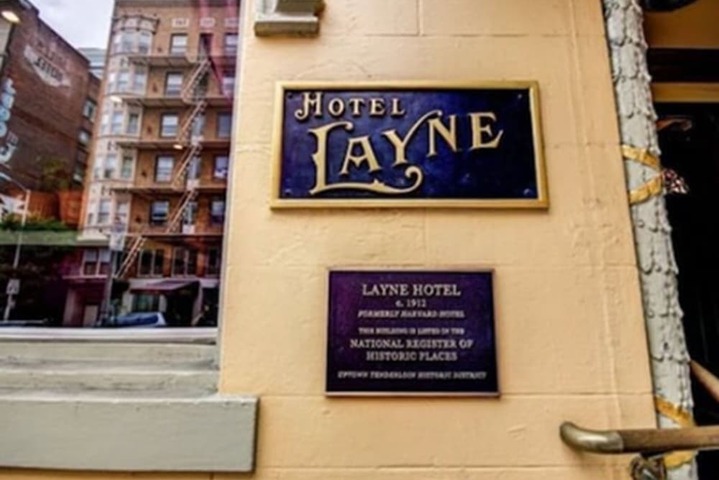 HOTEL
LAYNE
LAYNE HOTEL
c. 1912
FORMERLY HARVARD HOTEL
THIS BUILDING IS LISTED IN THE
NATIONAL REGISTER OF
HISTORIC PLACES
UPTOWN TENDERLOIN HISTORIC DISTRICT